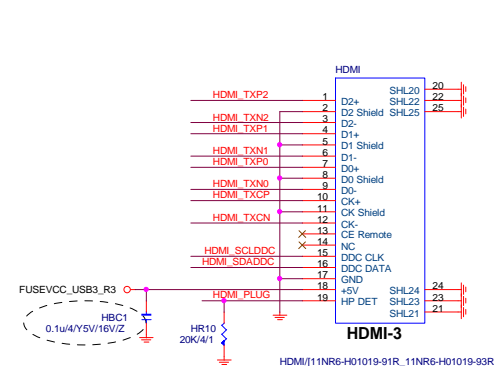 HDMI
HDMI_TXP2 1 D2+ SHL20 20
2 D2 Shield SHL22 22
HDMI_TXN2 3 D2- SHL25 25
HDMI_TXP1 4 D1+
5 D1 Shield
HDMI_TXN1 6 D1-
HDMI_TXP0 7 D0+
8 D0 Shield
HDMI_TXN0 9 D0-
HDMI_TXCP 10 CK+
11 CK Shield
HDMI_TXCN 12 CK-
13 CE Remote
14 NC
HDMI_SCLDDC 15 DDC CLK
HDMI_SDADDC 16 DDC DATA
17 GND
FUSEVCC_USB3_R3 18 +5V SHL24 24
HDMI_PLUG 19 HP DET SHL23 23
SHL21 21
HBC1
0.1u/4/Y5V/16V/Z
HR10
20K/4/1
HDMI-3
HDMI/[11NR6-H01019-91R_11NR6-H01019-93R